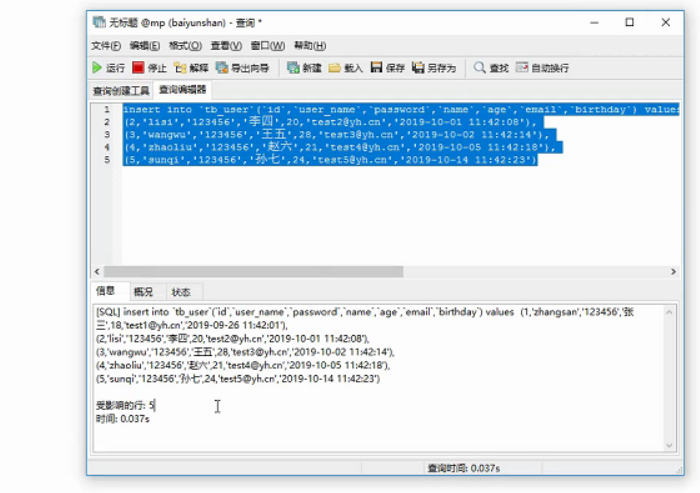 无标题 @mp (baiyunshan) - 查询 *
文件(F) 编辑(E) 格式(O) 查看(V) 窗口(W) 帮助(H)
运行 停止 解释 导出向导 新建 载入 保存 另存为 查找 自动换行
查询创建工具 查询编辑器
1 insert into `tb_user`(`id`,`user_name`,`password`,`name`,`age`,`email`,`birthday`) values
2 (2,'lisi','123456','李四',20,'test2@yh.cn','2019-10-01 11:42:08'),
3 (3,'wangwu','123456','王五',28,'test3@yh.cn','2019-10-02 11:42:14'),
4 (4,'zhaoliu','123456','赵六',21,'test4@yh.cn','2019-10-05 11:42:18'),
5 (5,'sunqi','123456','孙七',24,'test5@yh.cn','2019-10-14 11:42:23')
信息 概况 状态
[SQL] insert into `tb_user`(`id`,`user_name`,`password`,`name`,`age`,`email`,`birthday`) values (1,'zhangsan','123456','张
三',18,'test1@yh.cn','2019-09-26 11:42:01'),
(2,'lisi','123456','李四',20,'test2@yh.cn','2019-10-01 11:42:08'),
(3,'wangwu','123456','王五',28,'test3@yh.cn','2019-10-02 11:42:14'),
(4,'zhaoliu','123456','赵六',21,'test4@yh.cn','2019-10-05 11:42:18'),
(5,'sunqi','123456','孙七',24,'test5@yh.cn','2019-10-14 11:42:23')
受影响的行: 5
时间: 0.037s
查询时间: 0.037s